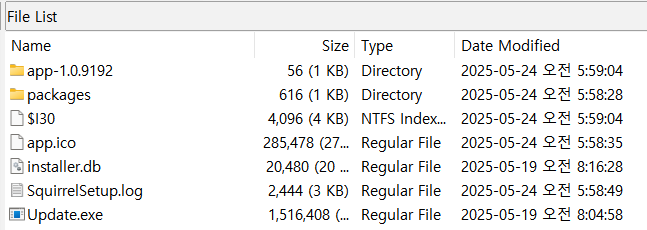 File List
Name Size Type Date Modified
app-1.0.9192 56 (1 KB) Directory 2025-05-24 오전 5:59:04
packages 616 (1 KB) Directory 2025-05-24 오전 5:58:28
$I30 4,096 (4 KB) NTFS Index... 2025-05-24 오전 5:59:04
app.ico 285,478 (27... Regular File 2025-05-24 오전 5:58:35
installer.db 20,480 (20 ... Regular File 2025-05-19 오전 8:16:28
SquirrelSetup.log 2,444 (3 KB) Regular File 2025-05-24 오전 5:58:49
Update.exe 1,516,408 (... Regular File 2025-05-19 오전 8:04:58